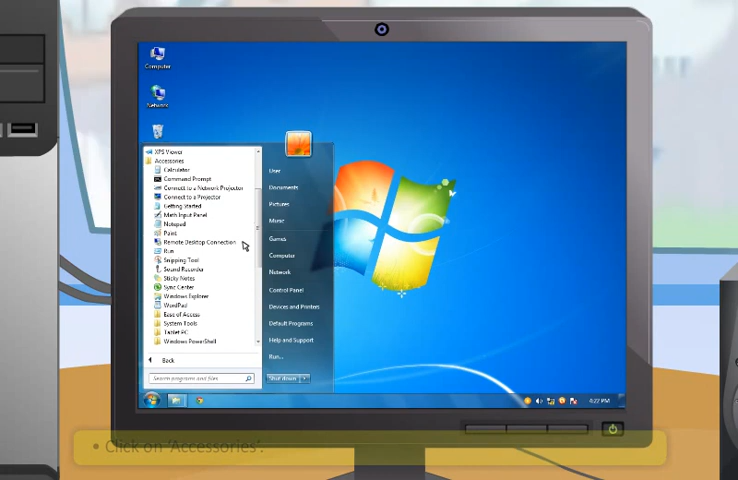 Computer
Network
XPS Viewer
Accessories
Calculator
Command Prompt
Connect to a Network Projector
Connect to a Projector
Getting Started
Math Input Panel
Notepad
Paint
Remote Desktop Connection
Run
Snipping Tool
Sound Recorder
Sticky Notes
Sync Center
Windows Explorer
WordPad
Ease of Access
System Tools
Tablet PC
Windows PowerShell
Back
Search programs and files
User
Documents
Pictures
Music
Games
Computer
Network
Control Panel
Devices and Printers
Default Programs
Help and Support
Run...
Shut down
4:22 PM
• Click on 'Accessories'.